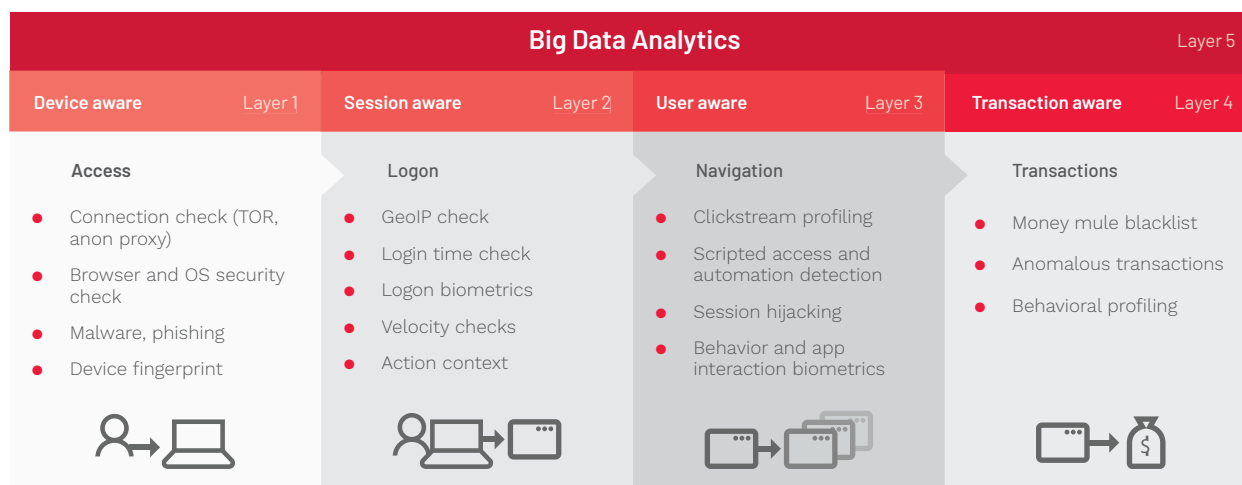 Big Data Analytics
Layer 5
Device aware
Layer 1
Session aware
Layer 2
User aware
Layer 3
Transaction aware
Layer 4
Access
Connection check (TOR,
anon proxy)
Browser and OS security
check
Malware, phishing
Device fingerprint
Logon
GeoIP check
Login time check
Logon biometrics
Velocity checks
Action context
Navigation
Clickstream profiling
Scripted access and
automation detection
Session hijacking
Behavior and app
interaction biometrics
Transactions
Money mule blacklist
Anomalous transactions
Behavioral profiling
$